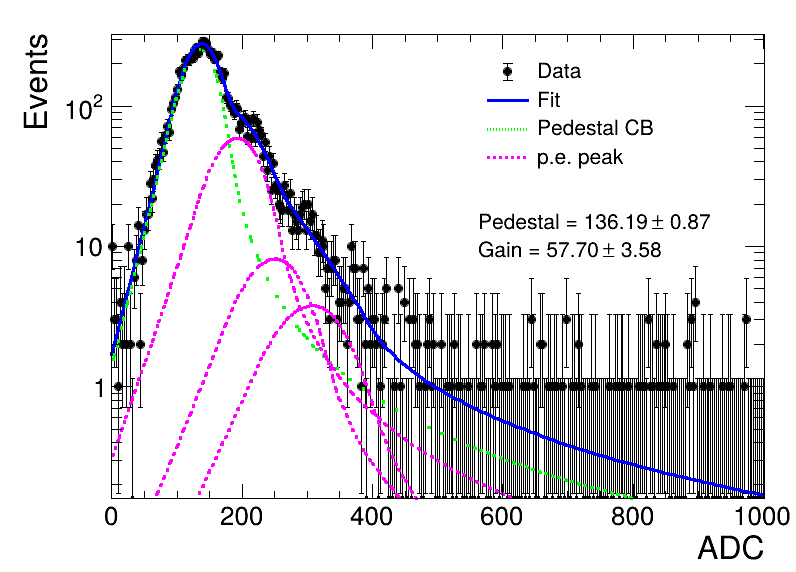 Events
10²
10
1
Data
Fit
Pedestal CB
p.e. peak
Pedestal = 136.19 ± 0.87
Gain = 57.70 ± 3.58
0 200 400 600 800 1000
ADC